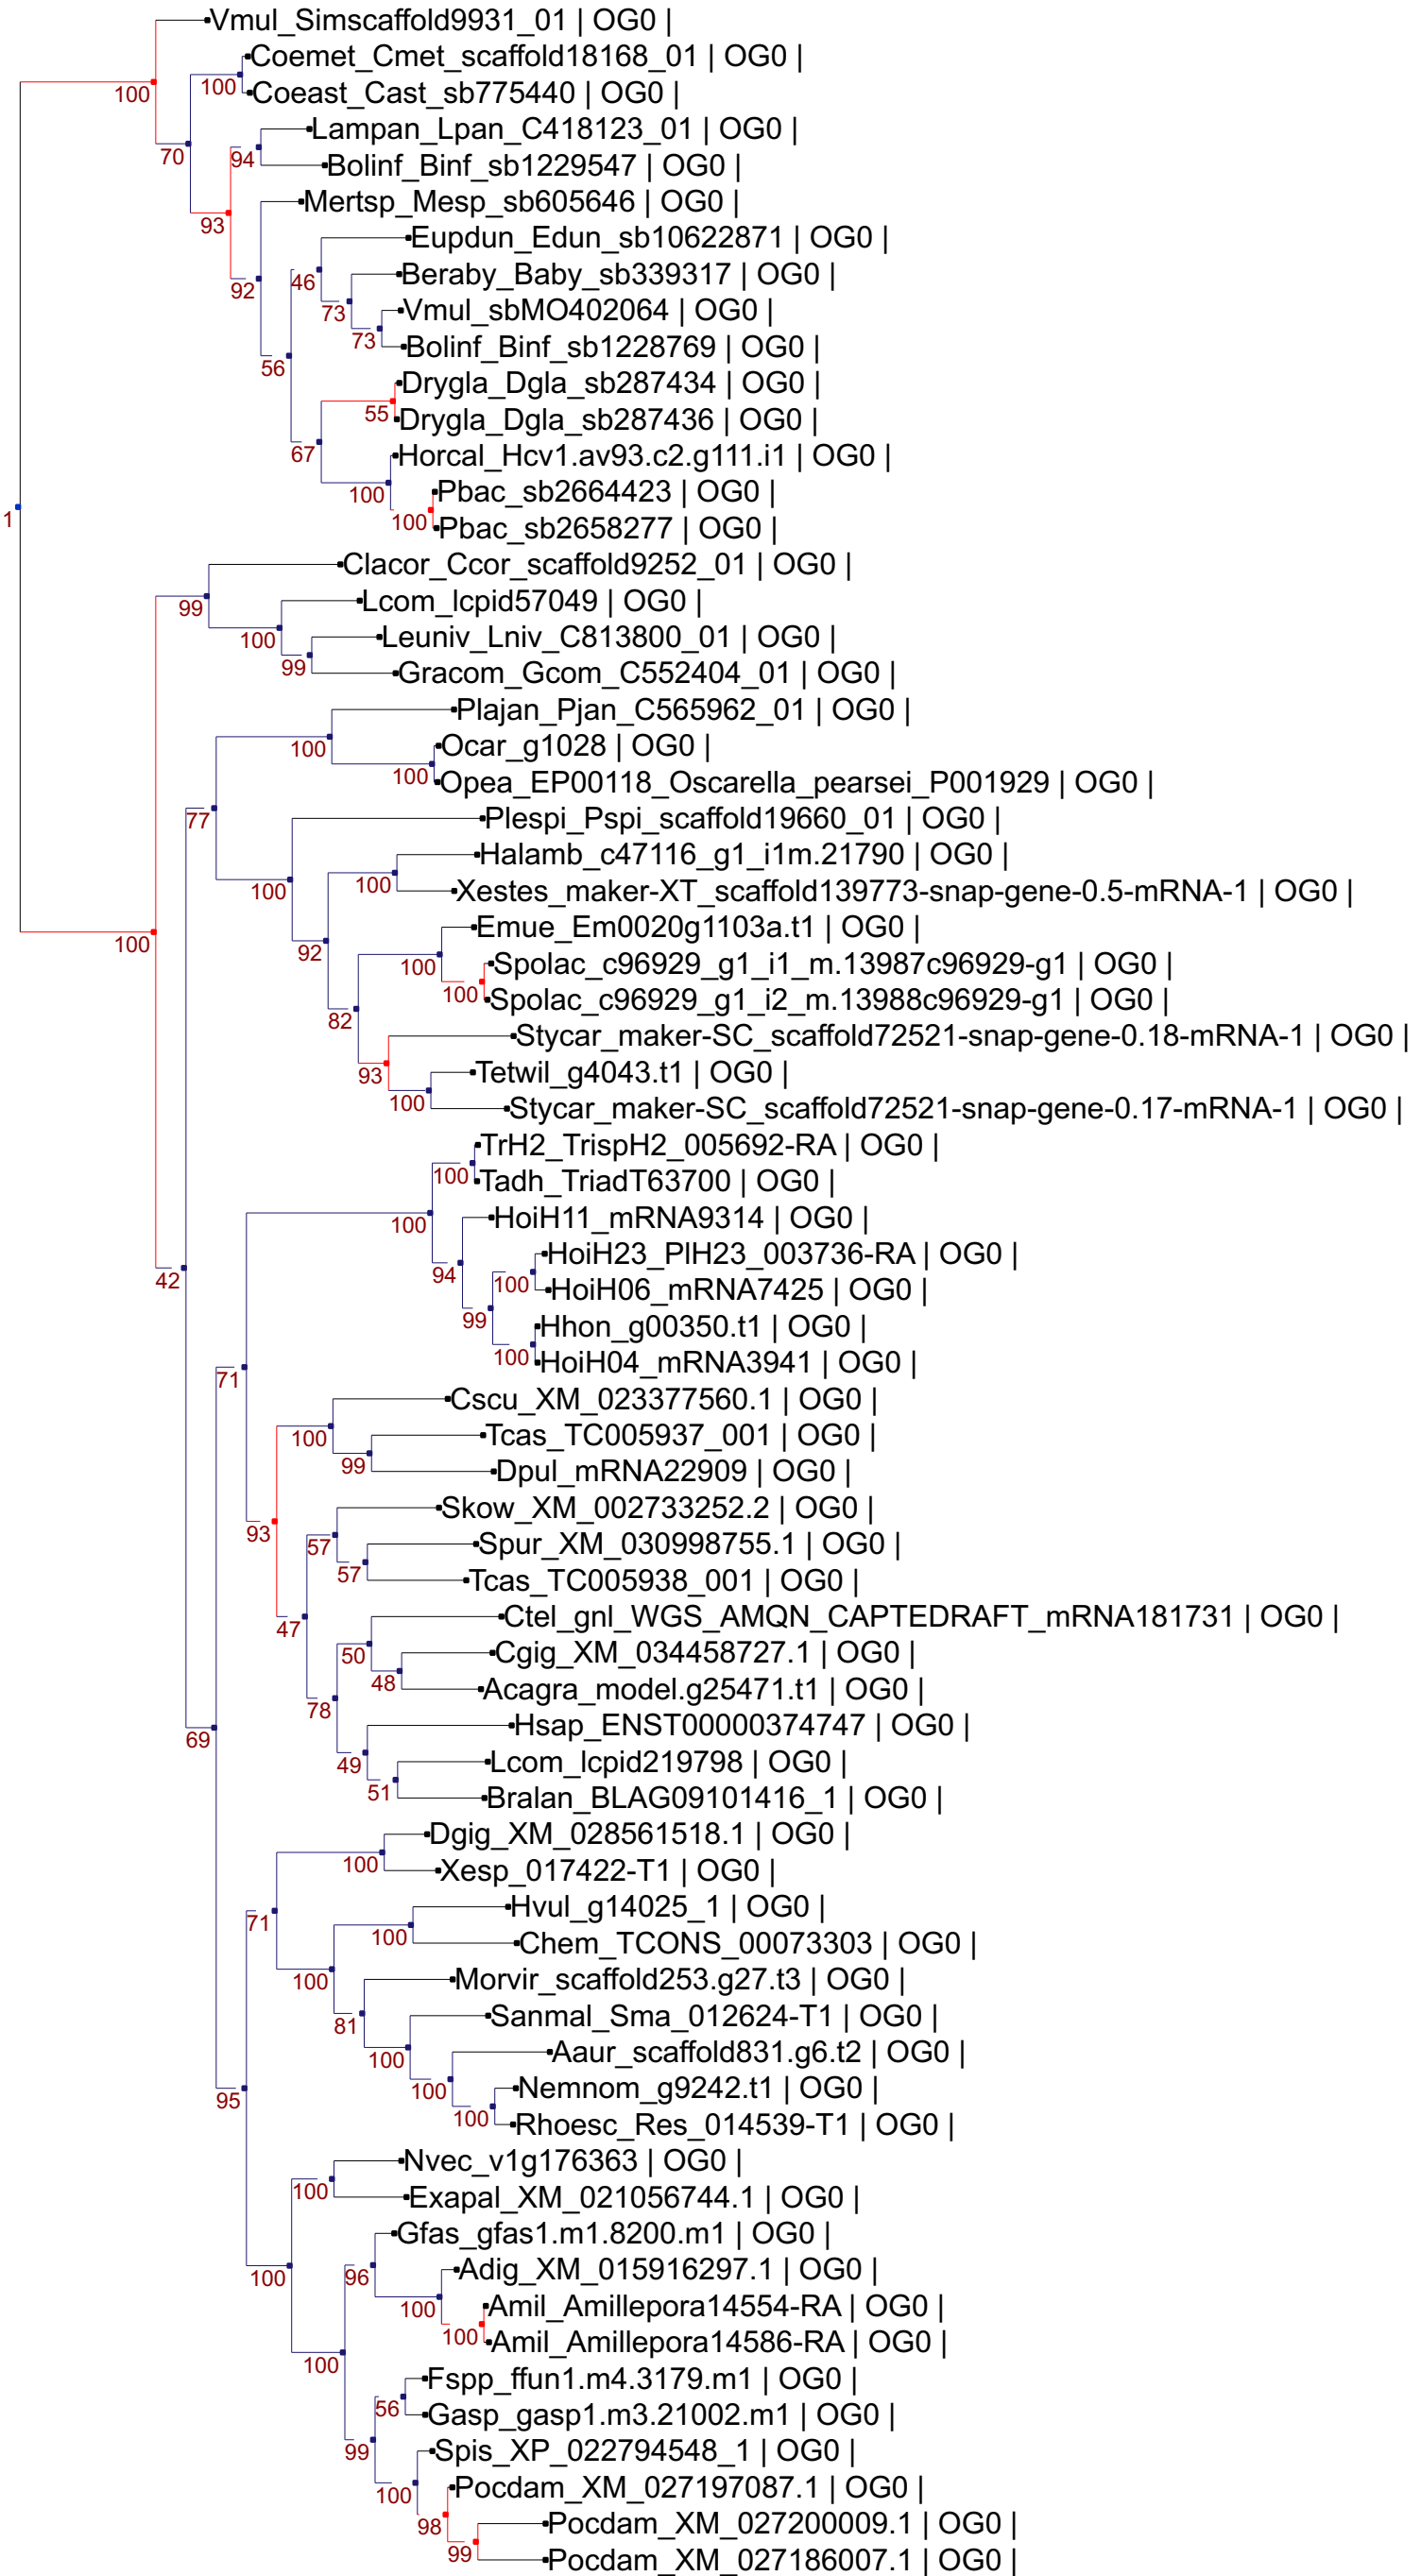 Vmul_Simscaffold9931_01 | OG0 |
Coemet_Cmet_scaffold18168_01 | OG0 |
100
100
Coeast_Cast_sb775440 | OG0 |
Lampan_Lpan_C418123_01 | OG0 |
70
94
Bolinf_Binf_sb1229547 | OG0 |
Mertsp_Mesp_sb605646 | OG0 |
93
Eupdun_Edun_sb10622871 | OG0 |
46
Beraby_Baby_sb339317 | OG0 |
92
73
Vmul_sbMO402064 | OG0 |
73
Bolinf_Binf_sb1228769 | OG0 |
56
Drygla_Dgla_sb287434 | OG0 |
55
Drygla_Dgla_sb287436 | OG0 |
67
Horcal_Hcv1.av93.c2.g111.i1 | OG0 |
100
Pbac_sb2664423 | OG0 |
1
100
Pbac_sb2658277 | OG0 |
Clacor_Ccor_scaffold9252_01 | OG0 |
99
Lcom_lcpid57049 | OG0 |
100
Leuniv_Lniv_C813800_01 | OG0 |
99
Gracom_Gcom_C552404_01 | OG0 |
Plajan_Pjan_C565962_01 | OG0 |
100
Ocar_g1028 | OG0 |
100
Opea_EP00118_Oscarella_pearsei_P001929 | OG0 |
77
Plespi_Pspi_scaffold19660_01 | OG0 |
Halamb_c47116_g1_i1m.21790 | OG0 |
100
100
Xestes_maker-XT_scaffold139773-snap-gene-0.5-mRNA-1 | OG0 |
Emue_Em0020g1103a.t1 | OG0 |
100
92
100
Spolac_c96929_g1_i1_m.13987c96929-g1 | OG0 |
100
Spolac_c96929_g1_i2_m.13988c96929-g1 | OG0 |
82
Stycar_maker-SC_scaffold72521-snap-gene-0.18-mRNA-1 | OG0 |
93
Tetwil_g4043.t1 | OG0 |
100
Stycar_maker-SC_scaffold72521-snap-gene-0.17-mRNA-1 | OG0 |
TrH2_TrispH2_005692-RA | OG0 |
100
Tadh_TriadT63700 | OG0 |
100
HoiH11_mRNA9314 | OG0 |
HoiH23_PlH23_003736-RA | OG0 |
42
94
100
HoiH06_mRNA7425 | OG0 |
99
Hhon_g00350.t1 | OG0 |
100
HoiH04_mRNA3941 | OG0 |
71
Cscu_XM_023377560.1 | OG0 |
100
Tcas_TC005937_001 | OG0 |
99
Dpul_mRNA22909 | OG0 |
Skow_XM_002733252.2 | OG0 |
93
57
Spur_XM_030998755.1 | OG0 |
57
Tcas_TC005938_001 | OG0 |
Ctel_gnl_WGS_AMQN_CAPTEDRAFT_mRNA181731 | OG0 |
47
50
Cgig_XM_034458727.1 | OG0 |
48
Acagra_model.g25471.t1 | OG0 |
78
Hsap_ENST00000374747 | OG0 |
69
49
Lcom_lcpid219798 | OG0 |
51
Bralan_BLAG09101416_1 | OG0 |
Dgig_XM_028561518.1 | OG0 |
100
Xesp_017422-T1 | OG0 |
Hvul_g14025_1 | OG0 |
71
100
Chem_TCONS_00073303 | OG0 |
100
Morvir_scaffold253.g27.t3 | OG0 |
81
Sanmal_Sma_012624-T1 | OG0 |
100
Aaur_scaffold831.g6.t2 | OG0 |
100
Nemnom_g9242.t1 | OG0 |
95
100
Rhoesc_Res_014539-T1 | OG0 |
Nvec_v1g176363 | OG0 |
100
Exapal_XM_021056744.1 | OG0 |
Gfas_gfas1.m1.8200.m1 | OG0 |
100
96
Adig_XM_015916297.1 | OG0 |
100
Amil_Amillepora14554-RA | OG0 |
100
Amil_Amillepora14586-RA | OG0 |
100
Fspp_ffun1.m4.3179.m1 | OG0 |
56
Gasp_gasp1.m3.21002.m1 | OG0 |
99
Spis_XP_022794548_1 | OG0 |
100
Pocdam_XM_027197087.1 | OG0 |
98
Pocdam_XM_027200009.1 | OG0 |
99
Pocdam_XM_027186007.1 | OG0 |